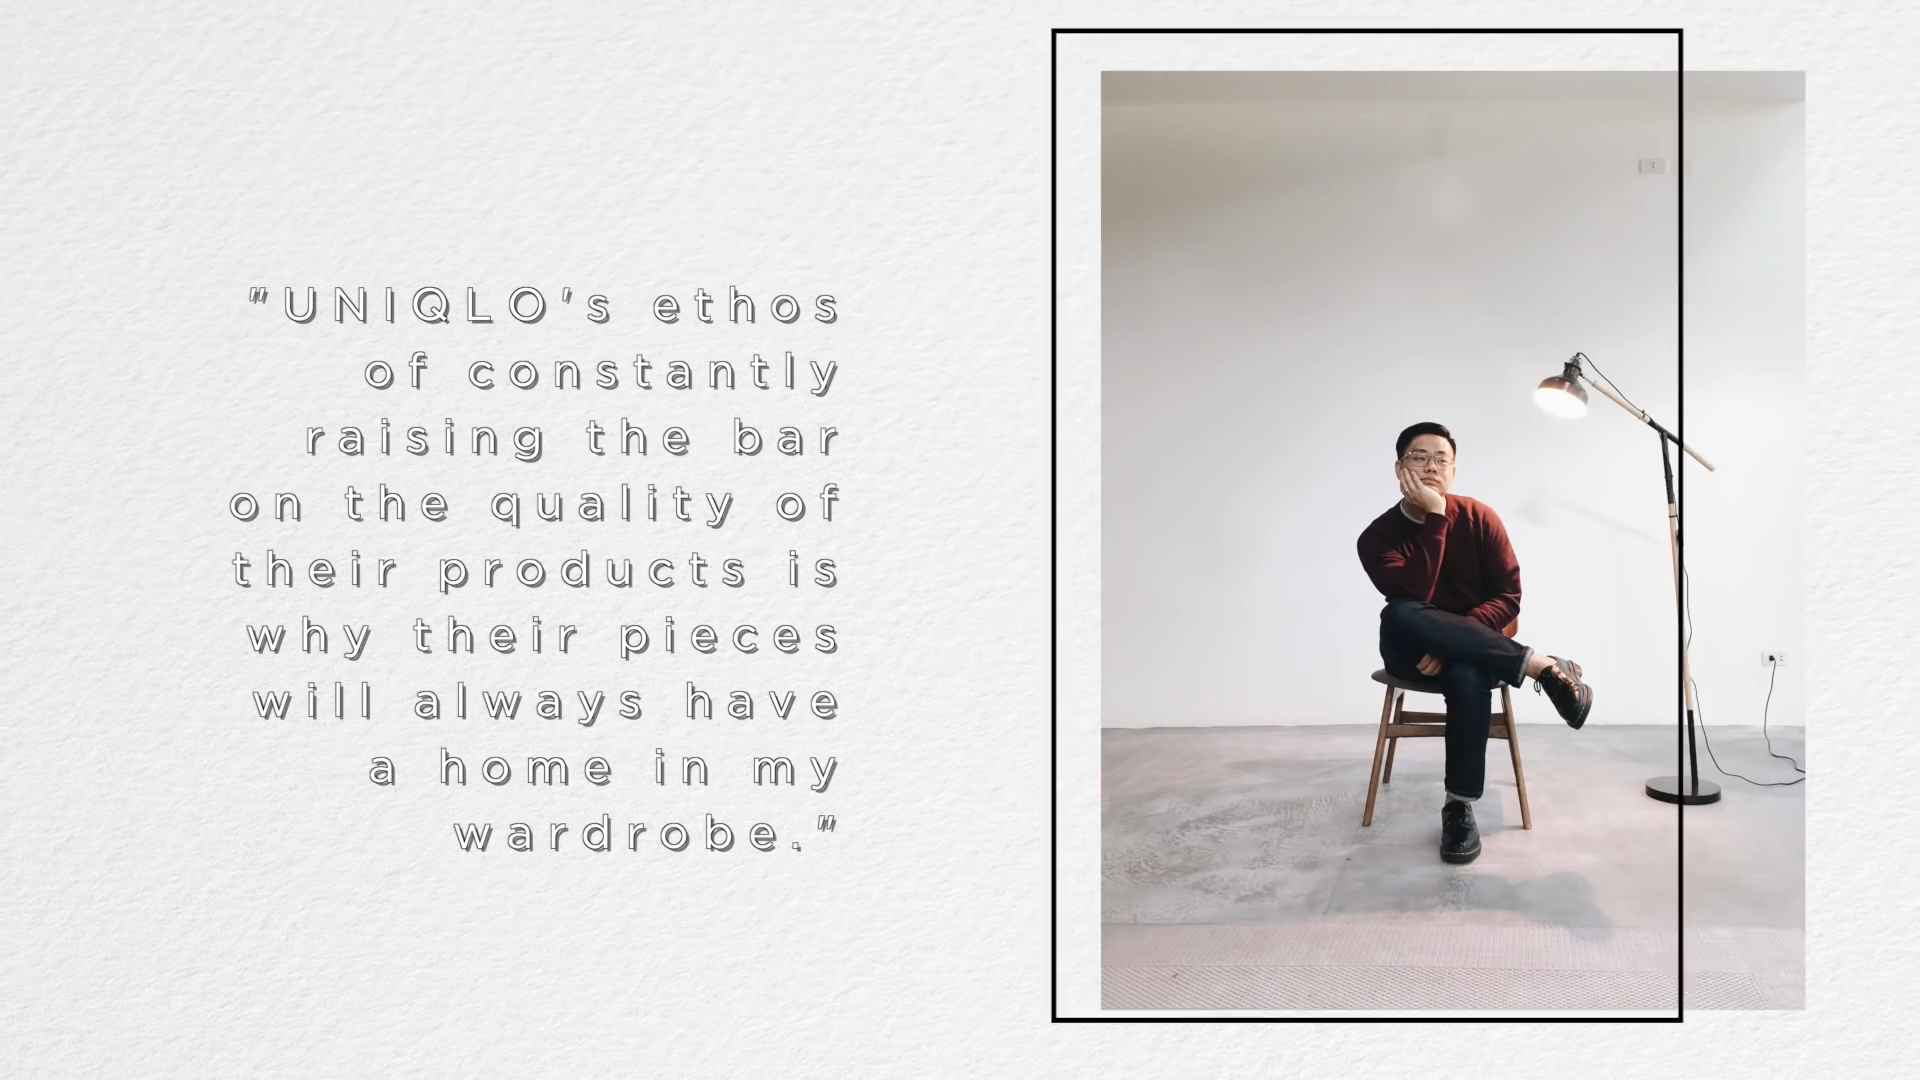 "UNIQLO's ethos
of constantly
raising the bar
on the quality of
their products is
why their pieces
will always have
a home in my
wardrobe."